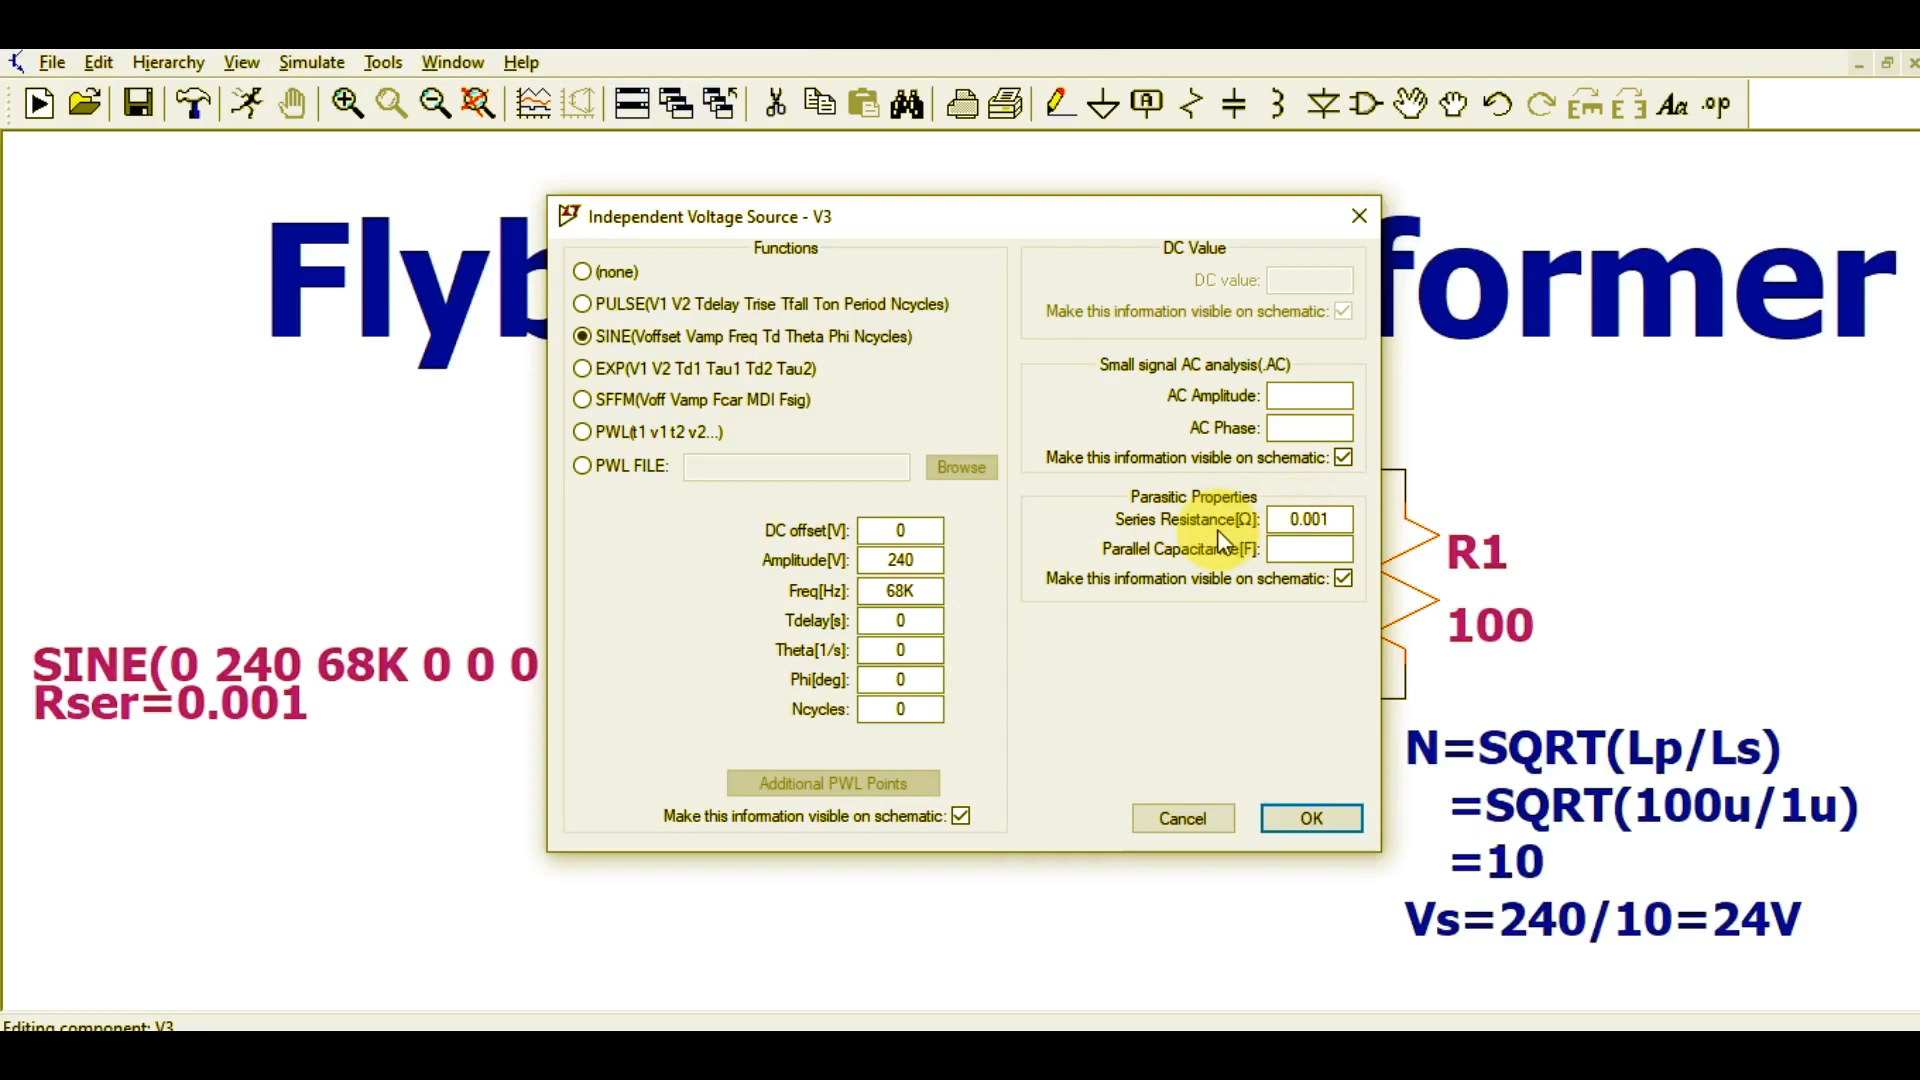 File Edit Hierarchy View Simulate Tools Window Help
A Aa .op
Flyb former
Independent Voltage Source - V3
Functions
(none)
PULSE(V1 V2 Tdelay Trise Tfall Ton Period Ncycles)
SINE(Voffset Vamp Freq Td Theta Phi Ncycles)
EXP(V1 V2 Td1 Tau1 Td2 Tau2)
SFFM(Voff Vamp Fcar MDI Fsig)
PWL(t1 v1 t2 v2...)
PWL FILE: Browse
DC offset[V]: 0
Amplitude[V]: 240
Freq[Hz]: 68K
Tdelay[s]: 0
Theta[1/s]: 0
Phi[deg]: 0
Ncycles: 0
Additional PWL Points
Make this information visible on schematic:
DC Value
DC value:
Make this information visible on schematic:
Small signal AC analysis(.AC)
AC Amplitude:
AC Phase:
Make this information visible on schematic:
Parasitic Properties
Series Resistance[Ω]: 0.001
Parallel Capacitance[F]:
Make this information visible on schematic:
Cancel OK
SINE(0 240 68K 0 0 0
Rser=0.001
R1
100
N=SQRT(Lp/Ls)
=SQRT(100u/1u)
=10
Vs=240/10=24V
Editing component: V3